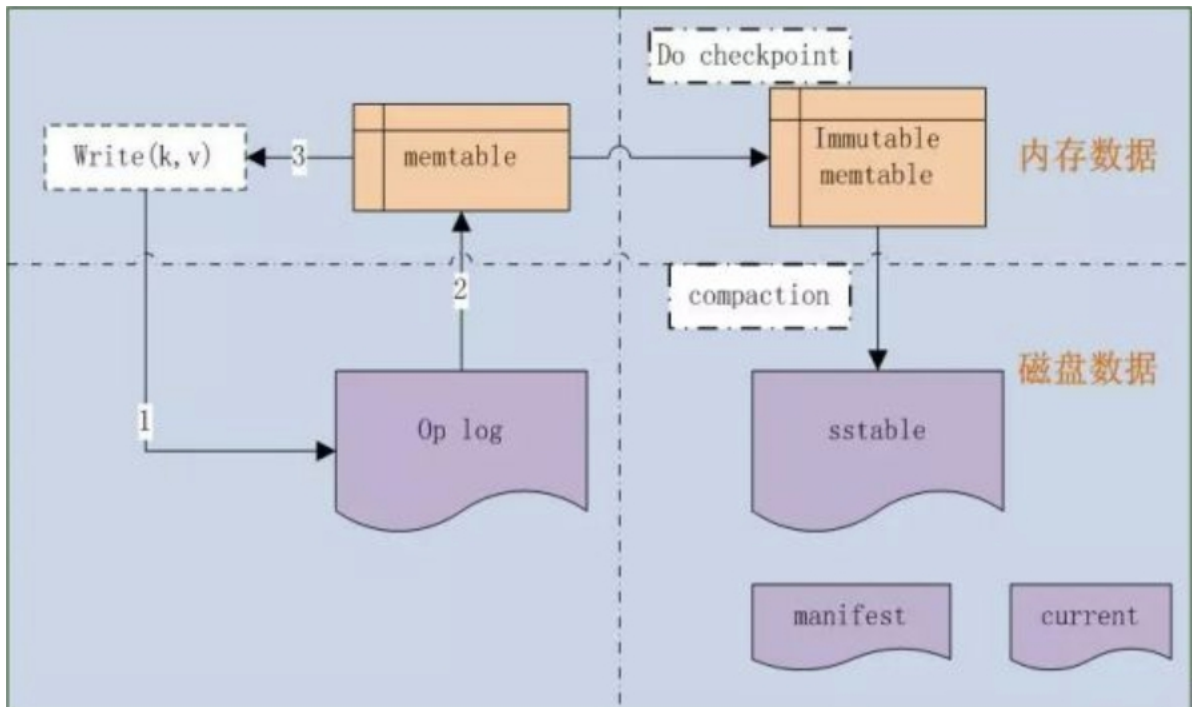 Do checkpoint
Write(k,v)
3
memtable
Immutable
memtable
内存数据
2
compaction
磁盘数据
1
Op log
sstable
manifest
current